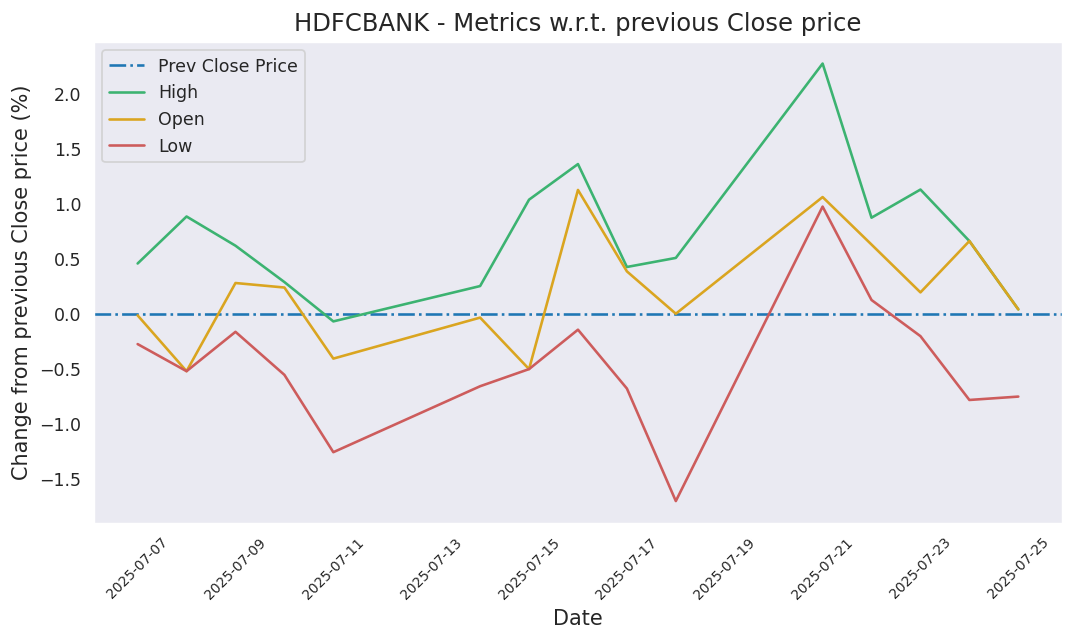 HDFCBANK - Metrics w.r.t. previous Close price
Prev Close Price
High
Open
Low
Change from previous Close price (%)
2.0
1.5
1.0
0.5
0.0
−0.5
−1.0
−1.5
2025-07-07
2025-07-09
2025-07-11
2025-07-13
2025-07-15
2025-07-17
2025-07-19
2025-07-21
2025-07-23
2025-07-25
Date